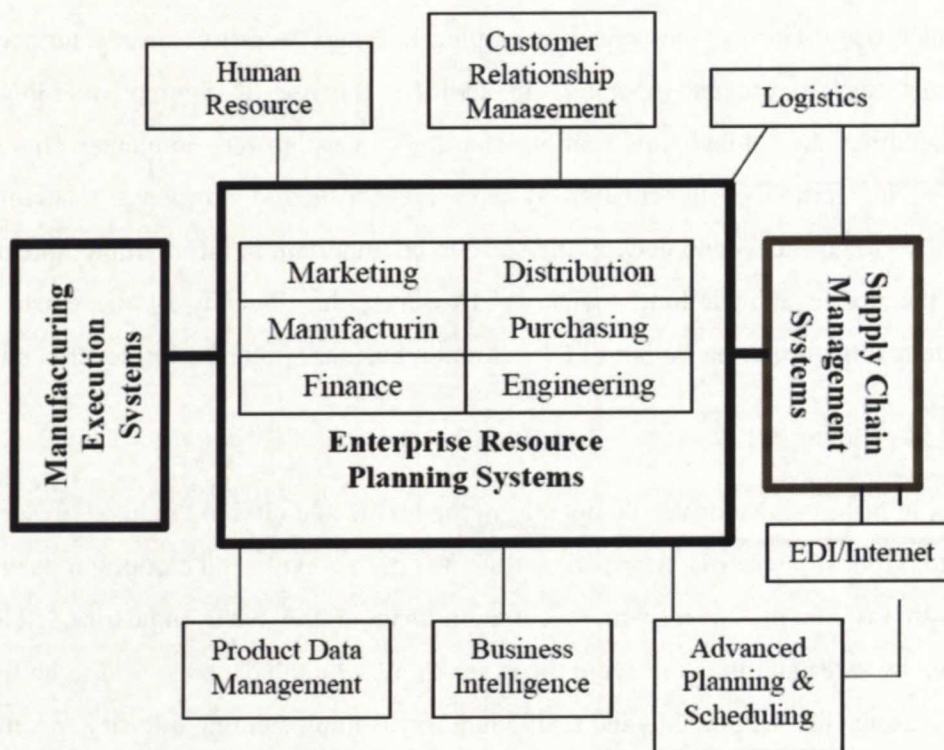 Human
Resource
Customer
Relationship
Management
Logistics
Manufacturing
Execution
Systems
Marketing
Distribution
Manufacturin
Purchasing
Finance
Engineering
Enterprise Resource
Planning Systems
Supply Chain
Management
Systems
EDI/Internet
Product Data
Management
Business
Intelligence
Advanced
Planning &
Scheduling